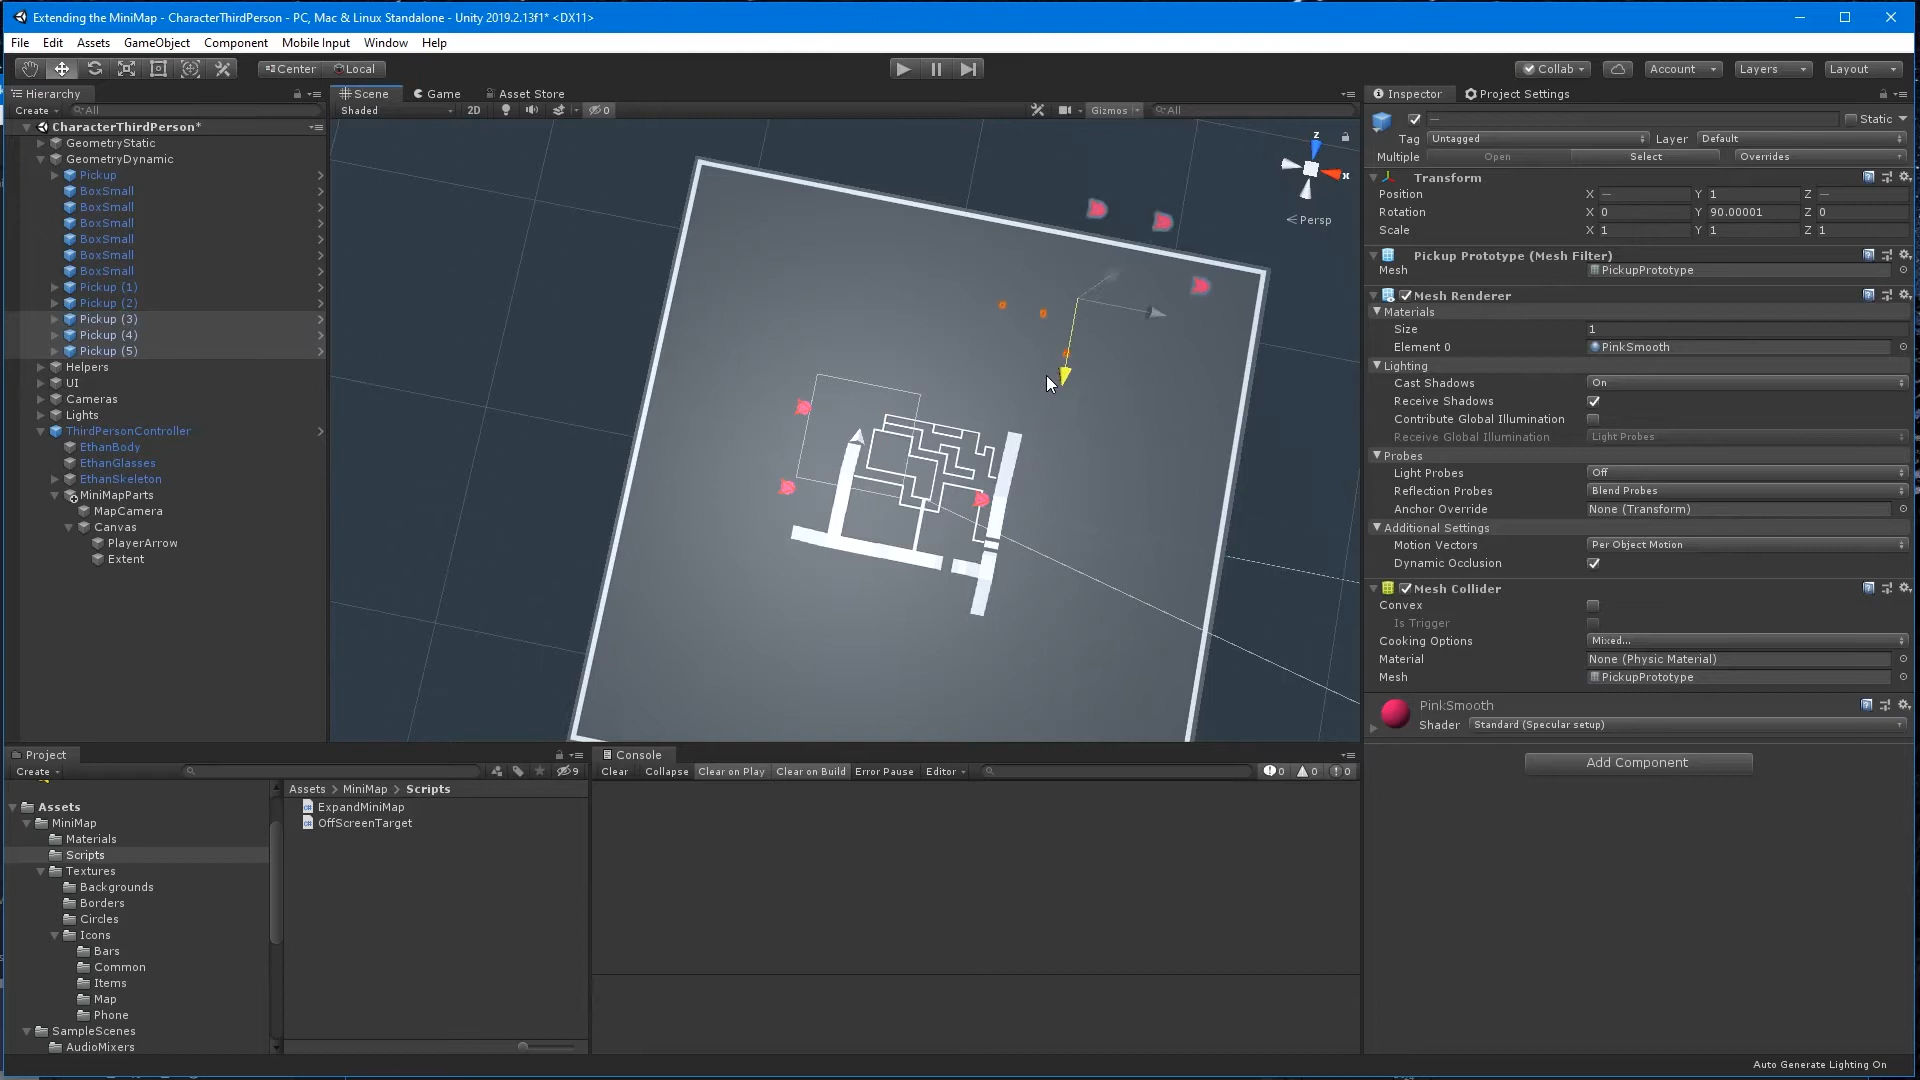 Extending the MiniMap - CharacterThirdPerson - PC, Mac & Linux Standalone - Unity 2019.2.13f1* <DX11>
File Edit Assets GameObject Component Mobile Input Window Help
Center Local Collab Account Layers Layout
Hierarchy
Create All
CharacterThirdPerson*
GeometryStatic
GeometryDynamic
Pickup
BoxSmall
BoxSmall
BoxSmall
BoxSmall
BoxSmall
BoxSmall
Pickup (1)
Pickup (2)
Pickup (3)
Pickup (4)
Pickup (5)
Helpers
UI
Cameras
Lights
ThirdPersonController
EthanBody
EthanGlasses
EthanSkeleton
MiniMapParts
MapCamera
Canvas
PlayerArrow
Extent
Scene Game Asset Store
Shaded 2D 0 Gizmos All
z
x
Persp
Inspector Project Settings
— Static
Tag Untagged Layer Default
Multiple Open Select Overrides
Transform
Position X — Y 1 Z —
Rotation X 0 Y 90.00001 Z 0
Scale X 1 Y 1 Z 1
Pickup Prototype (Mesh Filter)
Mesh PickupPrototype
Mesh Renderer
Materials
Size 1
Element 0 PinkSmooth
Lighting
Cast Shadows On
Receive Shadows
Contribute Global Illumination
Receive Global Illumination Light Probes
Probes
Light Probes Off
Reflection Probes Blend Probes
Anchor Override None (Transform)
Additional Settings
Motion Vectors Per Object Motion
Dynamic Occlusion
Mesh Collider
Convex
Is Trigger
Cooking Options Mixed...
Material None (Physic Material)
Mesh PickupPrototype
PinkSmooth
Shader Standard (Specular setup)
Add Component
Project
Create 9
Assets
MiniMap
Materials
Scripts
Textures
Backgrounds
Borders
Circles
Icons
Bars
Common
Items
Map
Phone
SampleScenes
AudioMixers
Assets > MiniMap > Scripts
ExpandMiniMap
OffScreenTarget
Console
Clear Collapse Clear on Play Clear on Build Error Pause Editor 0 0 0
Auto Generate Lighting On